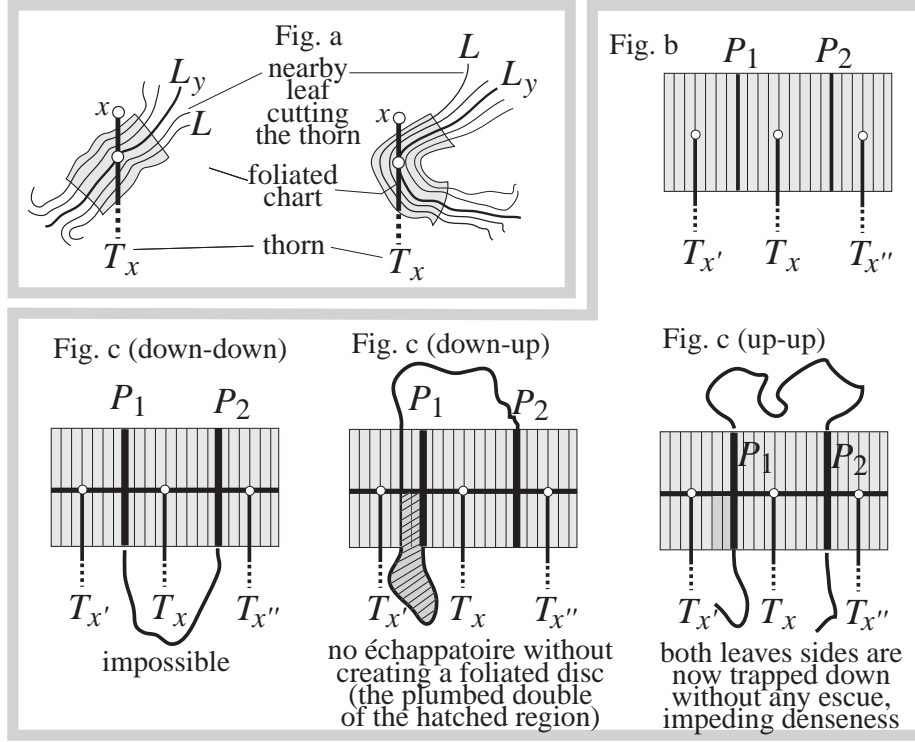 Fig. a
nearby
leaf
cutting
the thorn
x
L_y
L
L
L_y
x
foliated
chart
thorn
T_x
T_x
Fig. b
P_1
P_2
T_x'
T_x
T_x''
Fig. c (down-down)
P_1
P_2
T_x'
T_x
T_x''
impossible
Fig. c (down-up)
P_1
P_2
T_x'
T_x
T_x''
no échappatoire without
creating a foliated disc
(the plumbed double
of the hatched region)
Fig. c (up-up)
P_1
P_2
T_x'
T_x
T_x''
both leaves sides are
now trapped down
without any escue,
impeding denseness